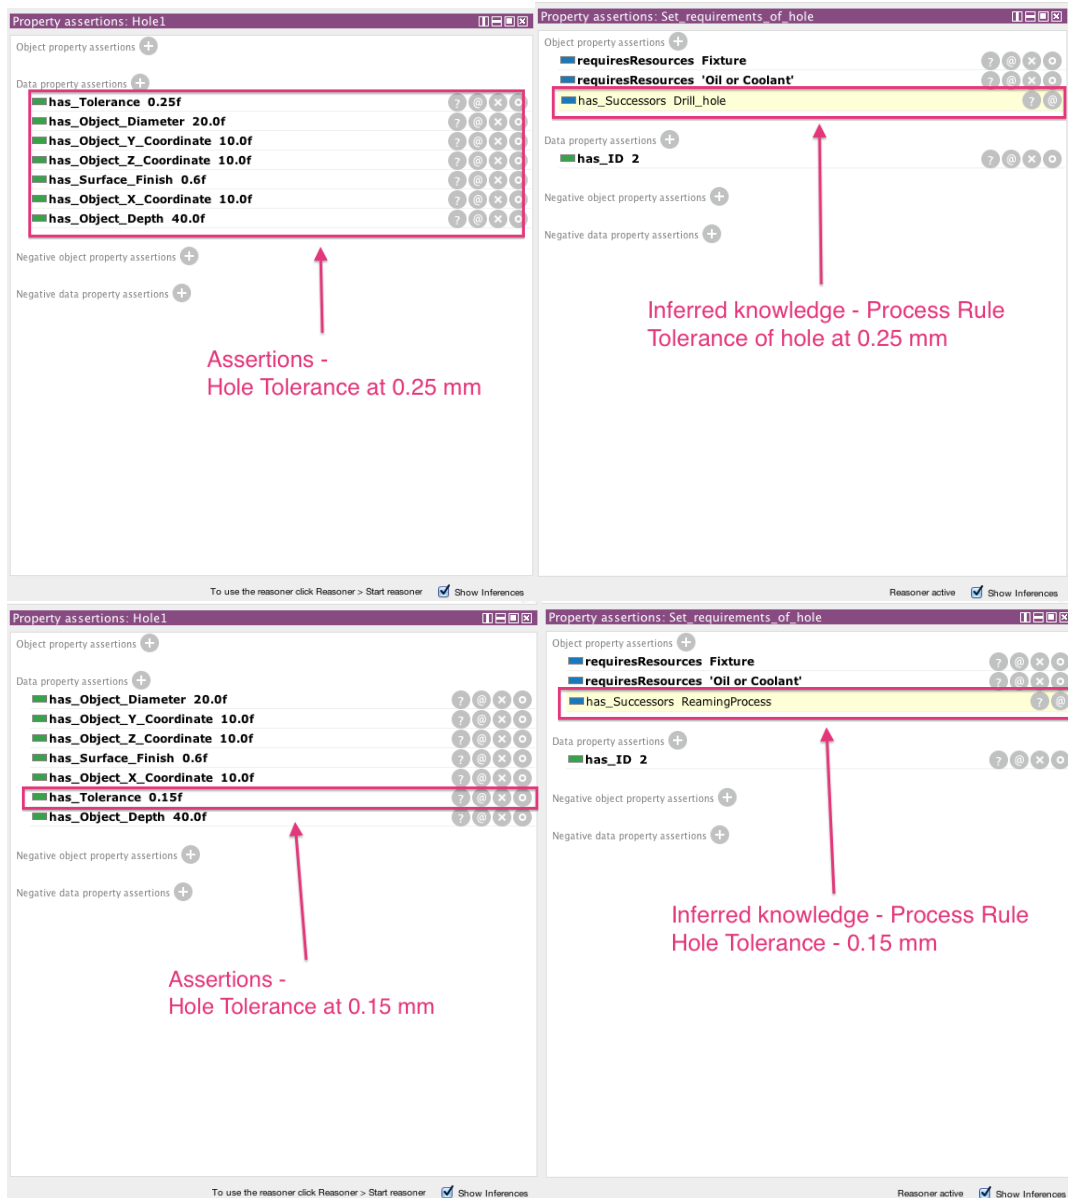 Property assertions: Hole1
Object property assertions
Data property assertions
has_Tolerance 0.25f
has_Object_Diameter 20.0f
has_Object_Y_Coordinate 10.0f
has_Object_Z_Coordinate 10.0f
has_Surface_Finish 0.6f
has_Object_X_Coordinate 10.0f
has_Object_Depth 40.0f
Negative object property assertions
Negative data property assertions
Assertions -
Hole Tolerance at 0.25 mm
To use the reasoner click Reasoner > Start reasoner Show Inferences
Property assertions: Set_requirements_of_hole
Object property assertions
requiresResources Fixture
requiresResources 'Oil or Coolant'
has_Successors Drill_hole
Data property assertions
has_ID 2
Negative object property assertions
Negative data property assertions
Inferred knowledge - Process Rule
Tolerance of hole at 0.25 mm
Reasoner active Show Inferences
Property assertions: Hole1
Object property assertions
Data property assertions
has_Object_Diameter 20.0f
has_Object_Y_Coordinate 10.0f
has_Object_Z_Coordinate 10.0f
has_Surface_Finish 0.6f
has_Object_X_Coordinate 10.0f
has_Tolerance 0.15f
has_Object_Depth 40.0f
Negative object property assertions
Negative data property assertions
Assertions -
Hole Tolerance at 0.15 mm
To use the reasoner click Reasoner > Start reasoner Show Inferences
Property assertions: Set_requirements_of_hole
Object property assertions
requiresResources Fixture
requiresResources 'Oil or Coolant'
has_Successors ReamingProcess
Data property assertions
has_ID 2
Negative object property assertions
Negative data property assertions
Inferred knowledge - Process Rule
Hole Tolerance - 0.15 mm
Reasoner active Show Inferences